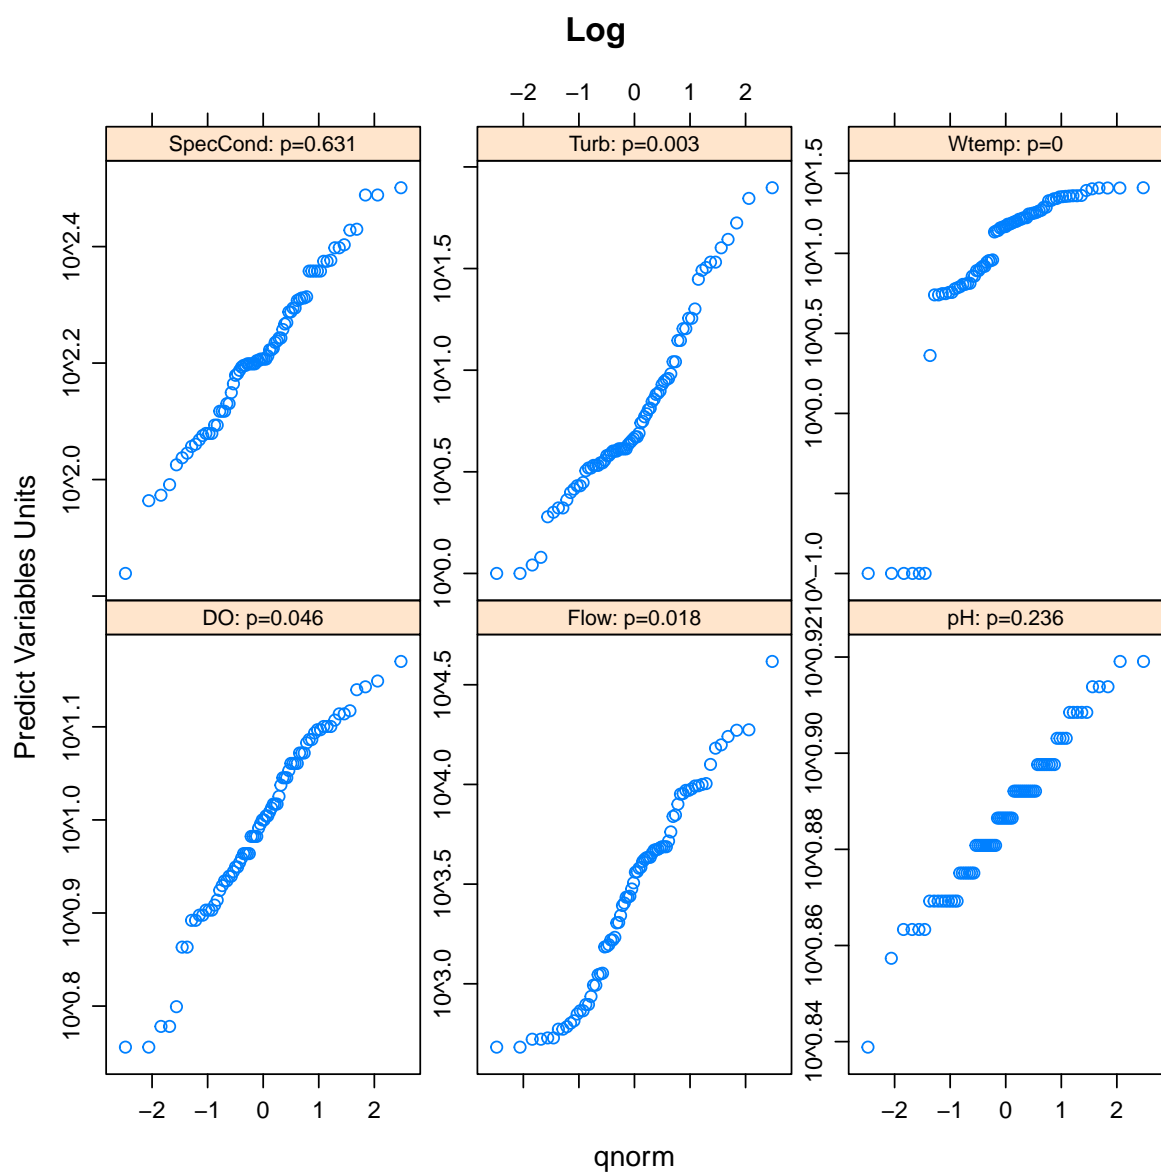 Log
−2 −1 0 1 2
SpecCond: p=0.631
Turb: p=0.003
Wtemp: p=0
10^2.0 10^2.2 10^2.4
10^0.0 10^0.5 10^1.0 10^1.5
10^−1.0 10^0.0 10^0.5 10^1.0 10^1.5
Predict Variables Units
DO: p=0.046
Flow: p=0.018
pH: p=0.236
10^0.8 10^0.9 10^1.0 10^1.1
10^3.0 10^3.5 10^4.0 10^4.5
10^0.84 10^0.86 10^0.88 10^0.90 10^0.92
−2 −1 0 1 2
−2 −1 0 1 2
qnorm